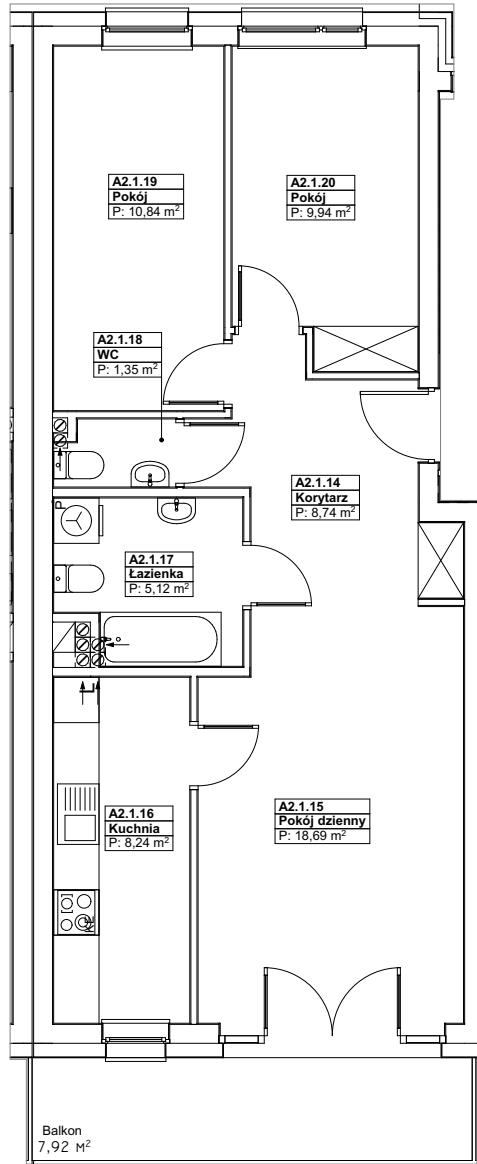 A2.1.19
Pokój
P: 10,84 m²
A2.1.20
Pokój
P: 9,94 m²
A2.1.18
WC
P: 1,35 m²
A2.1.14
Korytarz
P: 8,74 m²
P
A2.1.17
Łazienka
P: 5,12 m²
L
A2.1.16
Kuchnia
P: 8,24 m²
A2.1.15
Pokój dzienny
P: 18,69 m²
KE
Balkon
7,92 M²